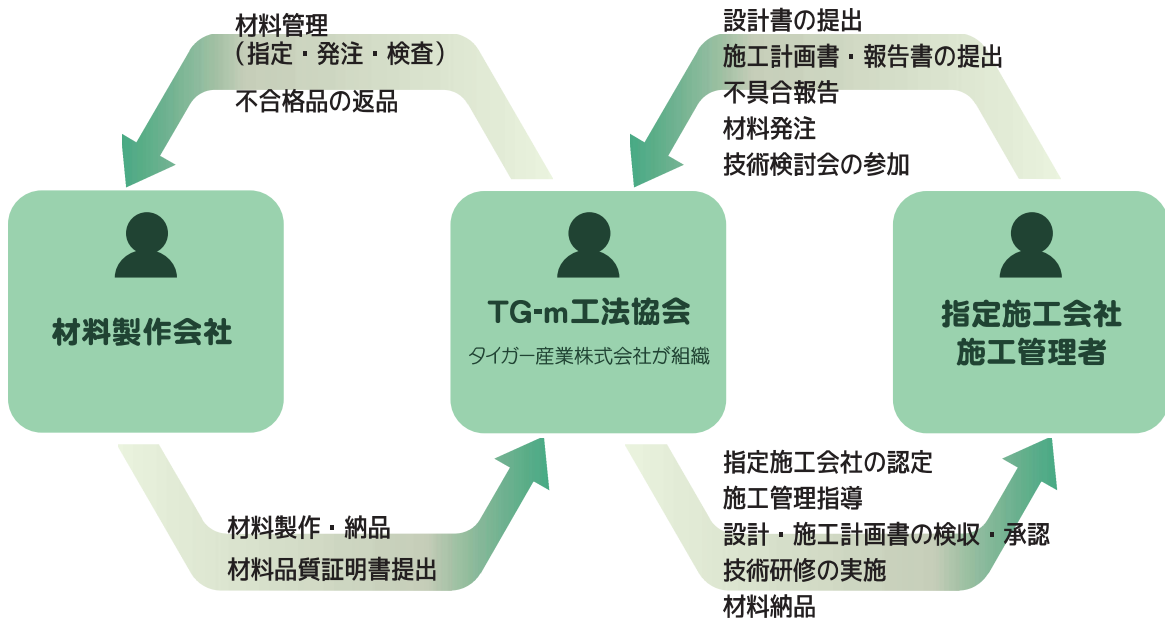 材料管理
（指定・発注・検査）
不合格品の返品
設計書の提出
施工計画書・報告書の提出
不具合報告
材料発注
技術検討会の参加
材料製作会社
TG-m工法協会
タイガー産業株式会社が組織
指定施工会社
施工管理者
材料製作・納品
材料品質証明書提出
指定施工会社の認定
施工管理指導
設計・施工計画書の検収・承認
技術研修の実施
材料納品